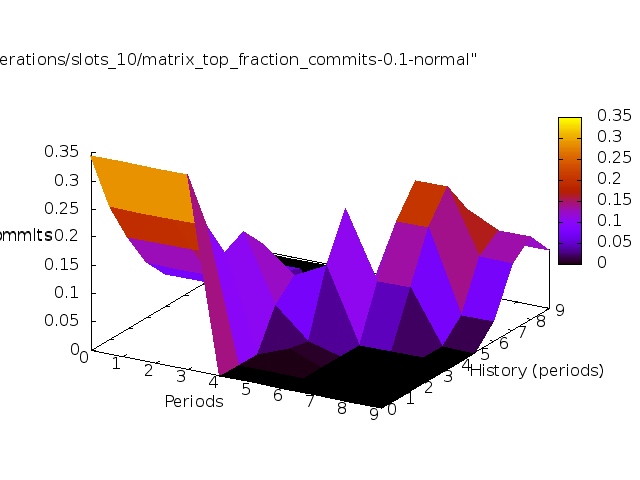 erations/slots_10/matrix_top_fraction_commits-0.1-normal"
0.35
0.3
0.25
0.2
0.15
0.1
0.05
0
ommits
0.35
0.3
0.25
0.2
0.15
0.1
0.05
0
0 1 2 3 4 5 6 7 8 9
Periods
0 1 2 3 4 5 6 7 8 9
History (periods)